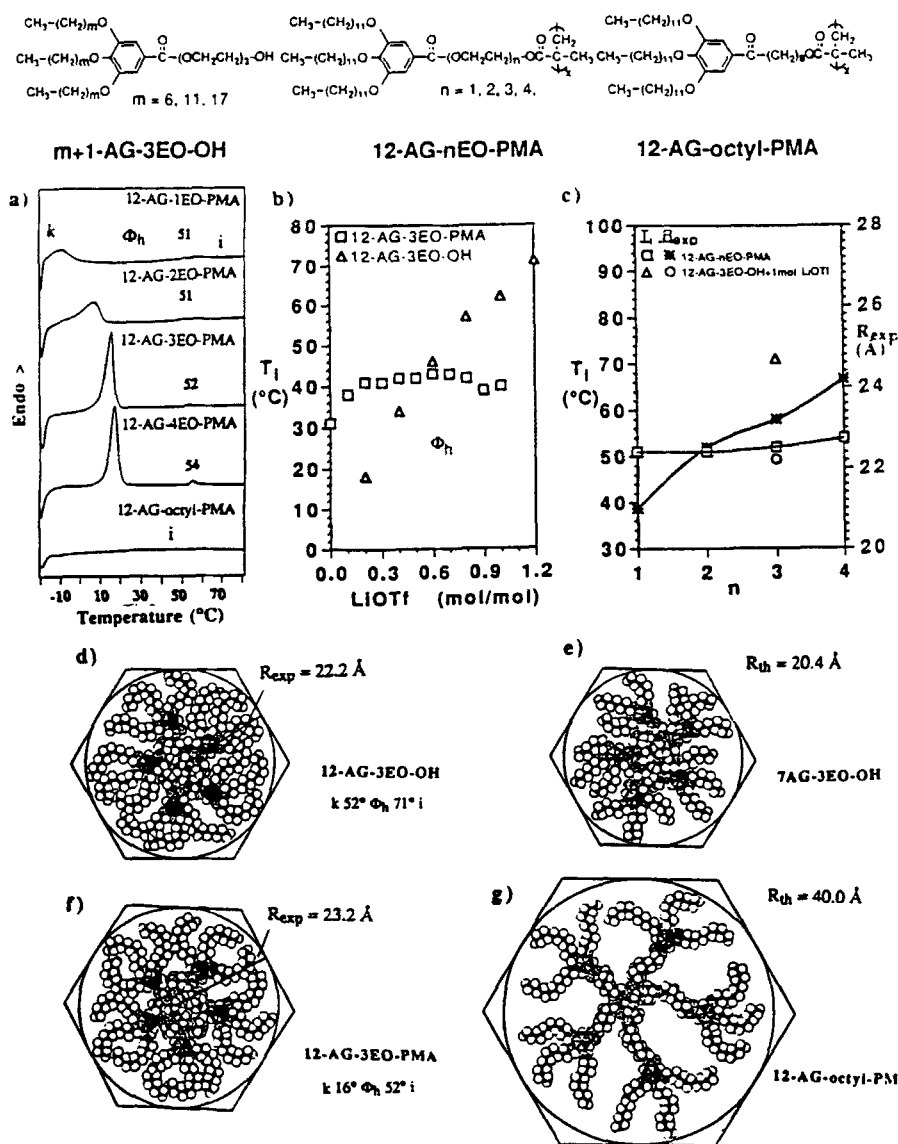 CH₃-(CH₂)mO
CH₃-(CH₂)mO
CH₃-(CH₂)mO
O
C-(OCH₂CH₂)₃-OH
m = 6, 11, 17
m+1-AG-3EO-OH
CH₃-(CH₂)₁₁O
CH₃-(CH₂)₁₁O
CH₃-(CH₂)₁₁O
O
C-(OCH₂CH₂)n-OC-C-CH₃
O
CH₂
n = 1, 2, 3, 4,
12-AG-nEO-PMA
CH₃-(CH₂)₁₁O
CH₃-(CH₂)₁₁O
CH₃-(CH₂)₁₁O
O
O
CH₂
12-AG-octyl-PMA
a)
12-AG-1EO-PMA
k Φh 51 i
12-AG-2EO-PMA
51
12-AG-3EO-PMA
52
12-AG-4EO-PMA
54
12-AG-octyl-PMA
i
Endo >
-10 10 30 50 70
Temperature (°C)
b)
80
70
60
50
40
30
20
10
0
□ 12-AG-3EO-PMA
△ 12-AG-3EO-OH
Ti
(°C)
Φh
0.0 0.3 0.6 0.9 1.2
LiOTf (mol/mol)
c)
100
90
80
70
60
50
40
30
12-AG-nEO-PMA
12-AG-3EO-OH+1mol LiOTf
Ti
(°C)
28
26
24
22
20
Rexp
(Å)
1 2 3 4
n
d)
Rexp = 22.2 Å
12-AG-3EO-OH
k 52° Φh 71° i
e)
Rth = 20.4 Å
7AG-3EO-OH
f)
Rexp = 23.2 Å
12-AG-3EO-PMA
k 16° Φh 52° i
g)
Rth = 40.0 Å
12-AG-octyl-PM